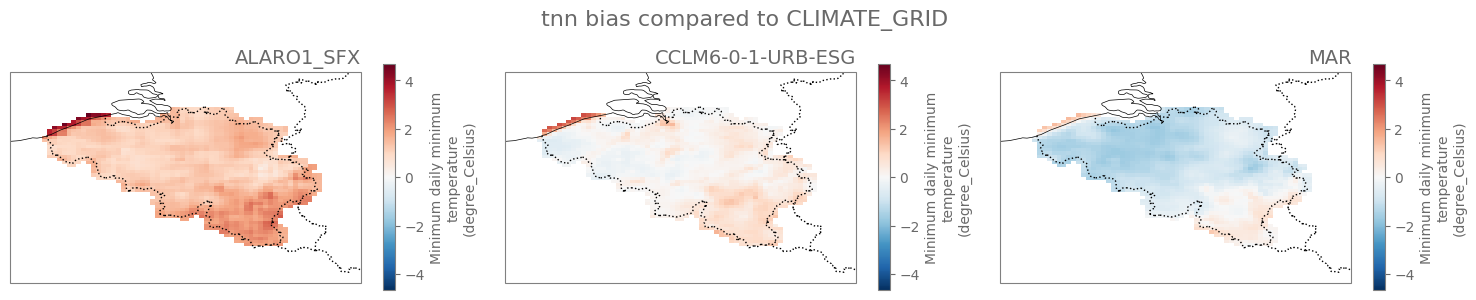 tnn bias compared to CLIMATE_GRID
ALARO1_SFX
4
2
0
−2
−4
Minimum daily minimum
temperature
(degree_Celsius)
CCLM6-0-1-URB-ESG
4
2
0
−2
−4
Minimum daily minimum
temperature
(degree_Celsius)
MAR
4
2
0
−2
−4
Minimum daily minimum
temperature
(degree_Celsius)